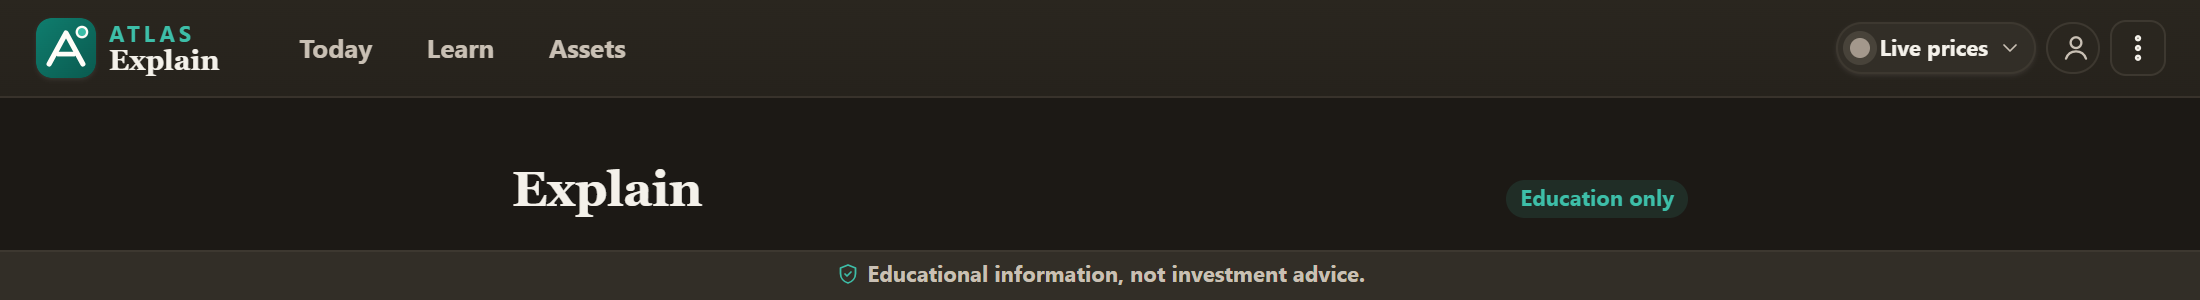 ATLAS
Explain
Today Learn Assets
Live prices
Explain
Education only
Educational information, not investment advice.